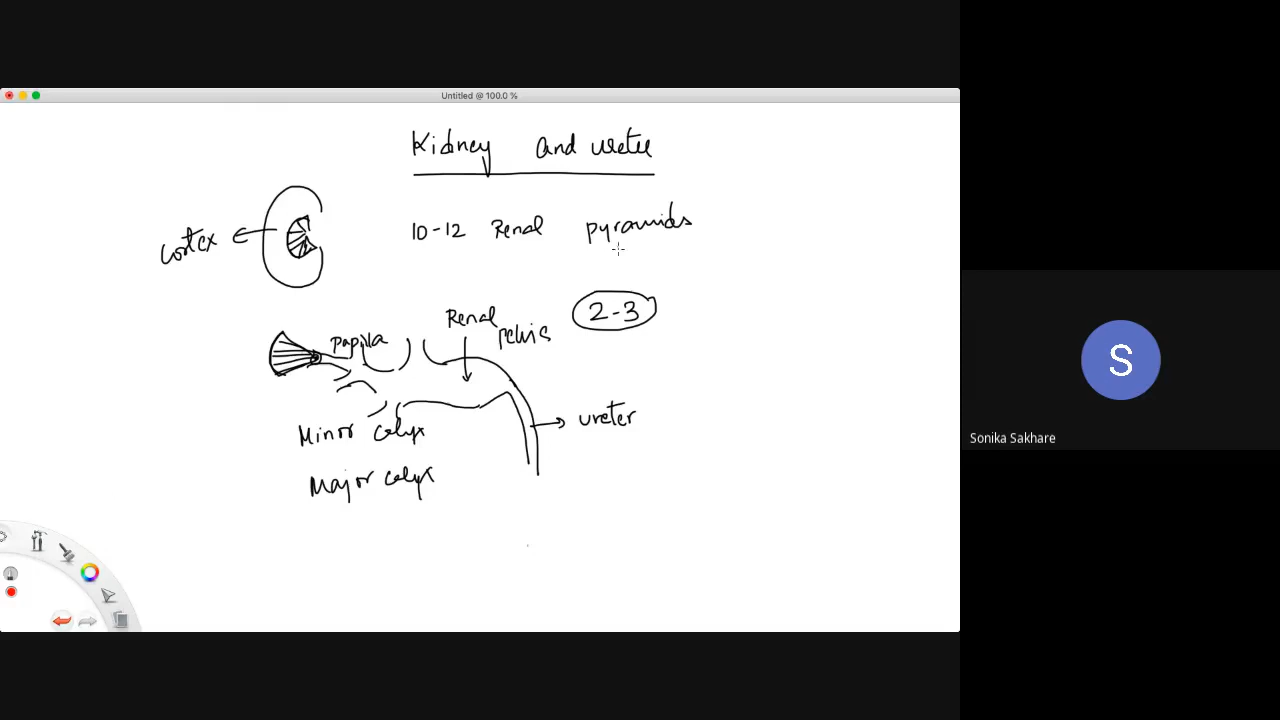 Untitled @ 100.0 %
Kidney and ureter
10-12 Renal pyramids
cortex
2-3
Renal pelvis
papilla
ureter
Minor calyx
Major calyx
S
Sonika Sakhare